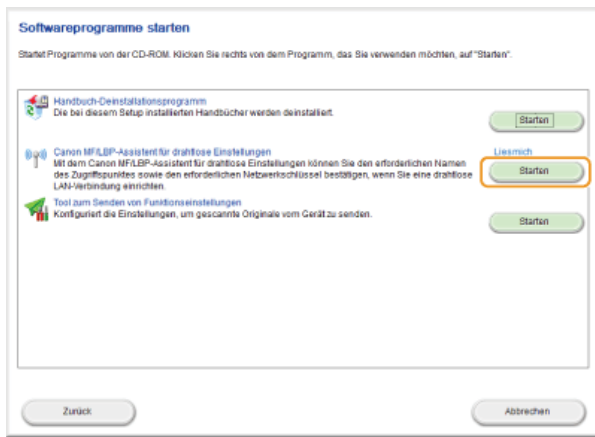 Softwareprogramme starten
Startet Programme von der CD-ROM. Klicken Sie rechts von dem Programm, das Sie verwenden möchten, auf "Starten".
Handbuch-Deinstallationsprogramm
Die bei diesem Setup installierten Handbücher werden deinstalliert.
Starten
Canon MF/LBP-Assistent für drahtlose Einstellungen
Liesmich
Mit dem Canon MF/LBP-Assistent für drahtlose Einstellungen können Sie den erforderlichen Namen
des Zugriffspunktes sowie den erforderlichen Netzwerkschlüssel bestätigen, wenn Sie eine drahtlose
LAN-Verbindung einrichten.
Starten
Tool zum Senden von Funktionseinstellungen
Konfiguriert die Einstellungen, um gescannte Originale vom Gerät zu senden.
Starten
Zurück
Abbrechen